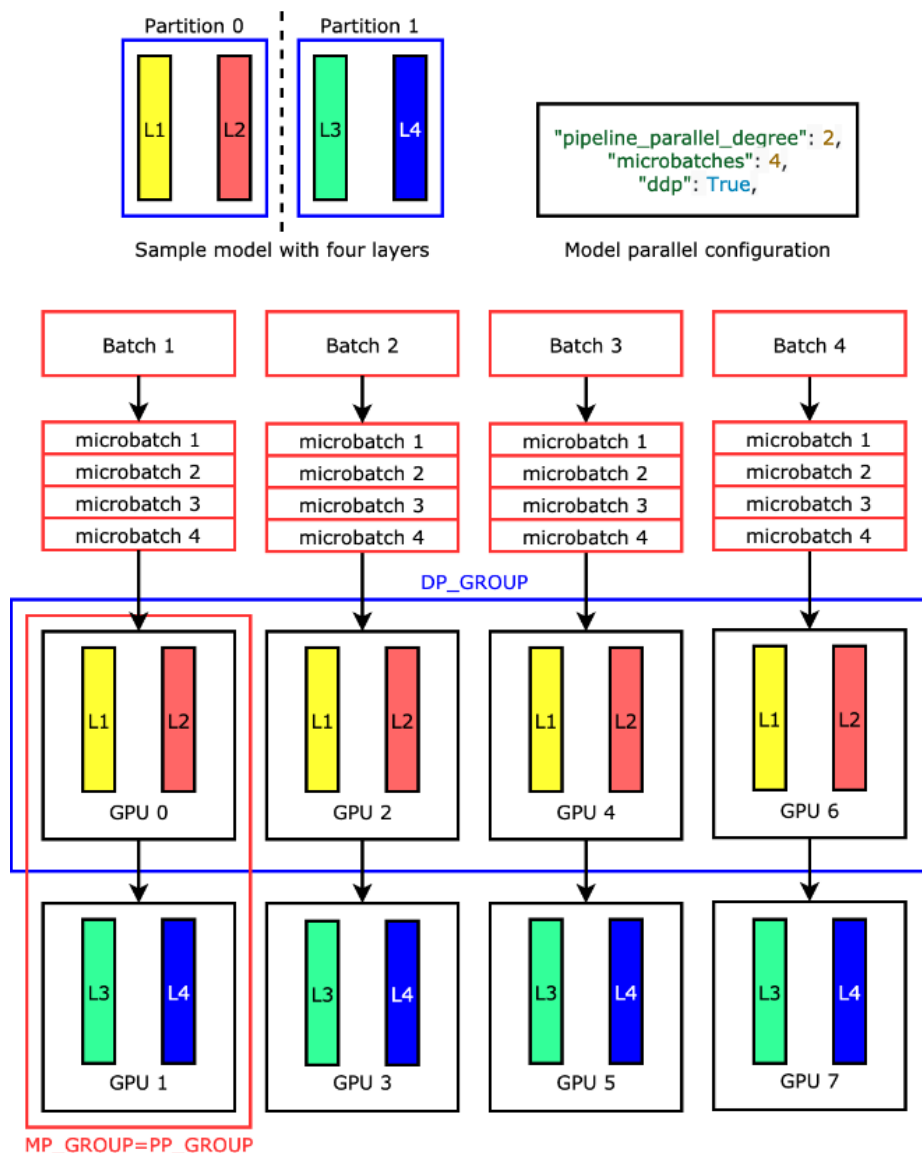 Partition 0
Partition 1
L1
L2
L3
L4
Sample model with four layers
"pipeline_parallel_degree": 2,
"microbatches": 4,
"ddp": True,
Model parallel configuration
Batch 1
Batch 2
Batch 3
Batch 4
microbatch 1
microbatch 2
microbatch 3
microbatch 4
microbatch 1
microbatch 2
microbatch 3
microbatch 4
microbatch 1
microbatch 2
microbatch 3
microbatch 4
microbatch 1
microbatch 2
microbatch 3
microbatch 4
DP_GROUP
L1
L2
GPU 0
L1
L2
GPU 2
L1
L2
GPU 4
L1
L2
GPU 6
L3
L4
GPU 1
L3
L4
GPU 3
L3
L4
GPU 5
L3
L4
GPU 7
MP_GROUP=PP_GROUP